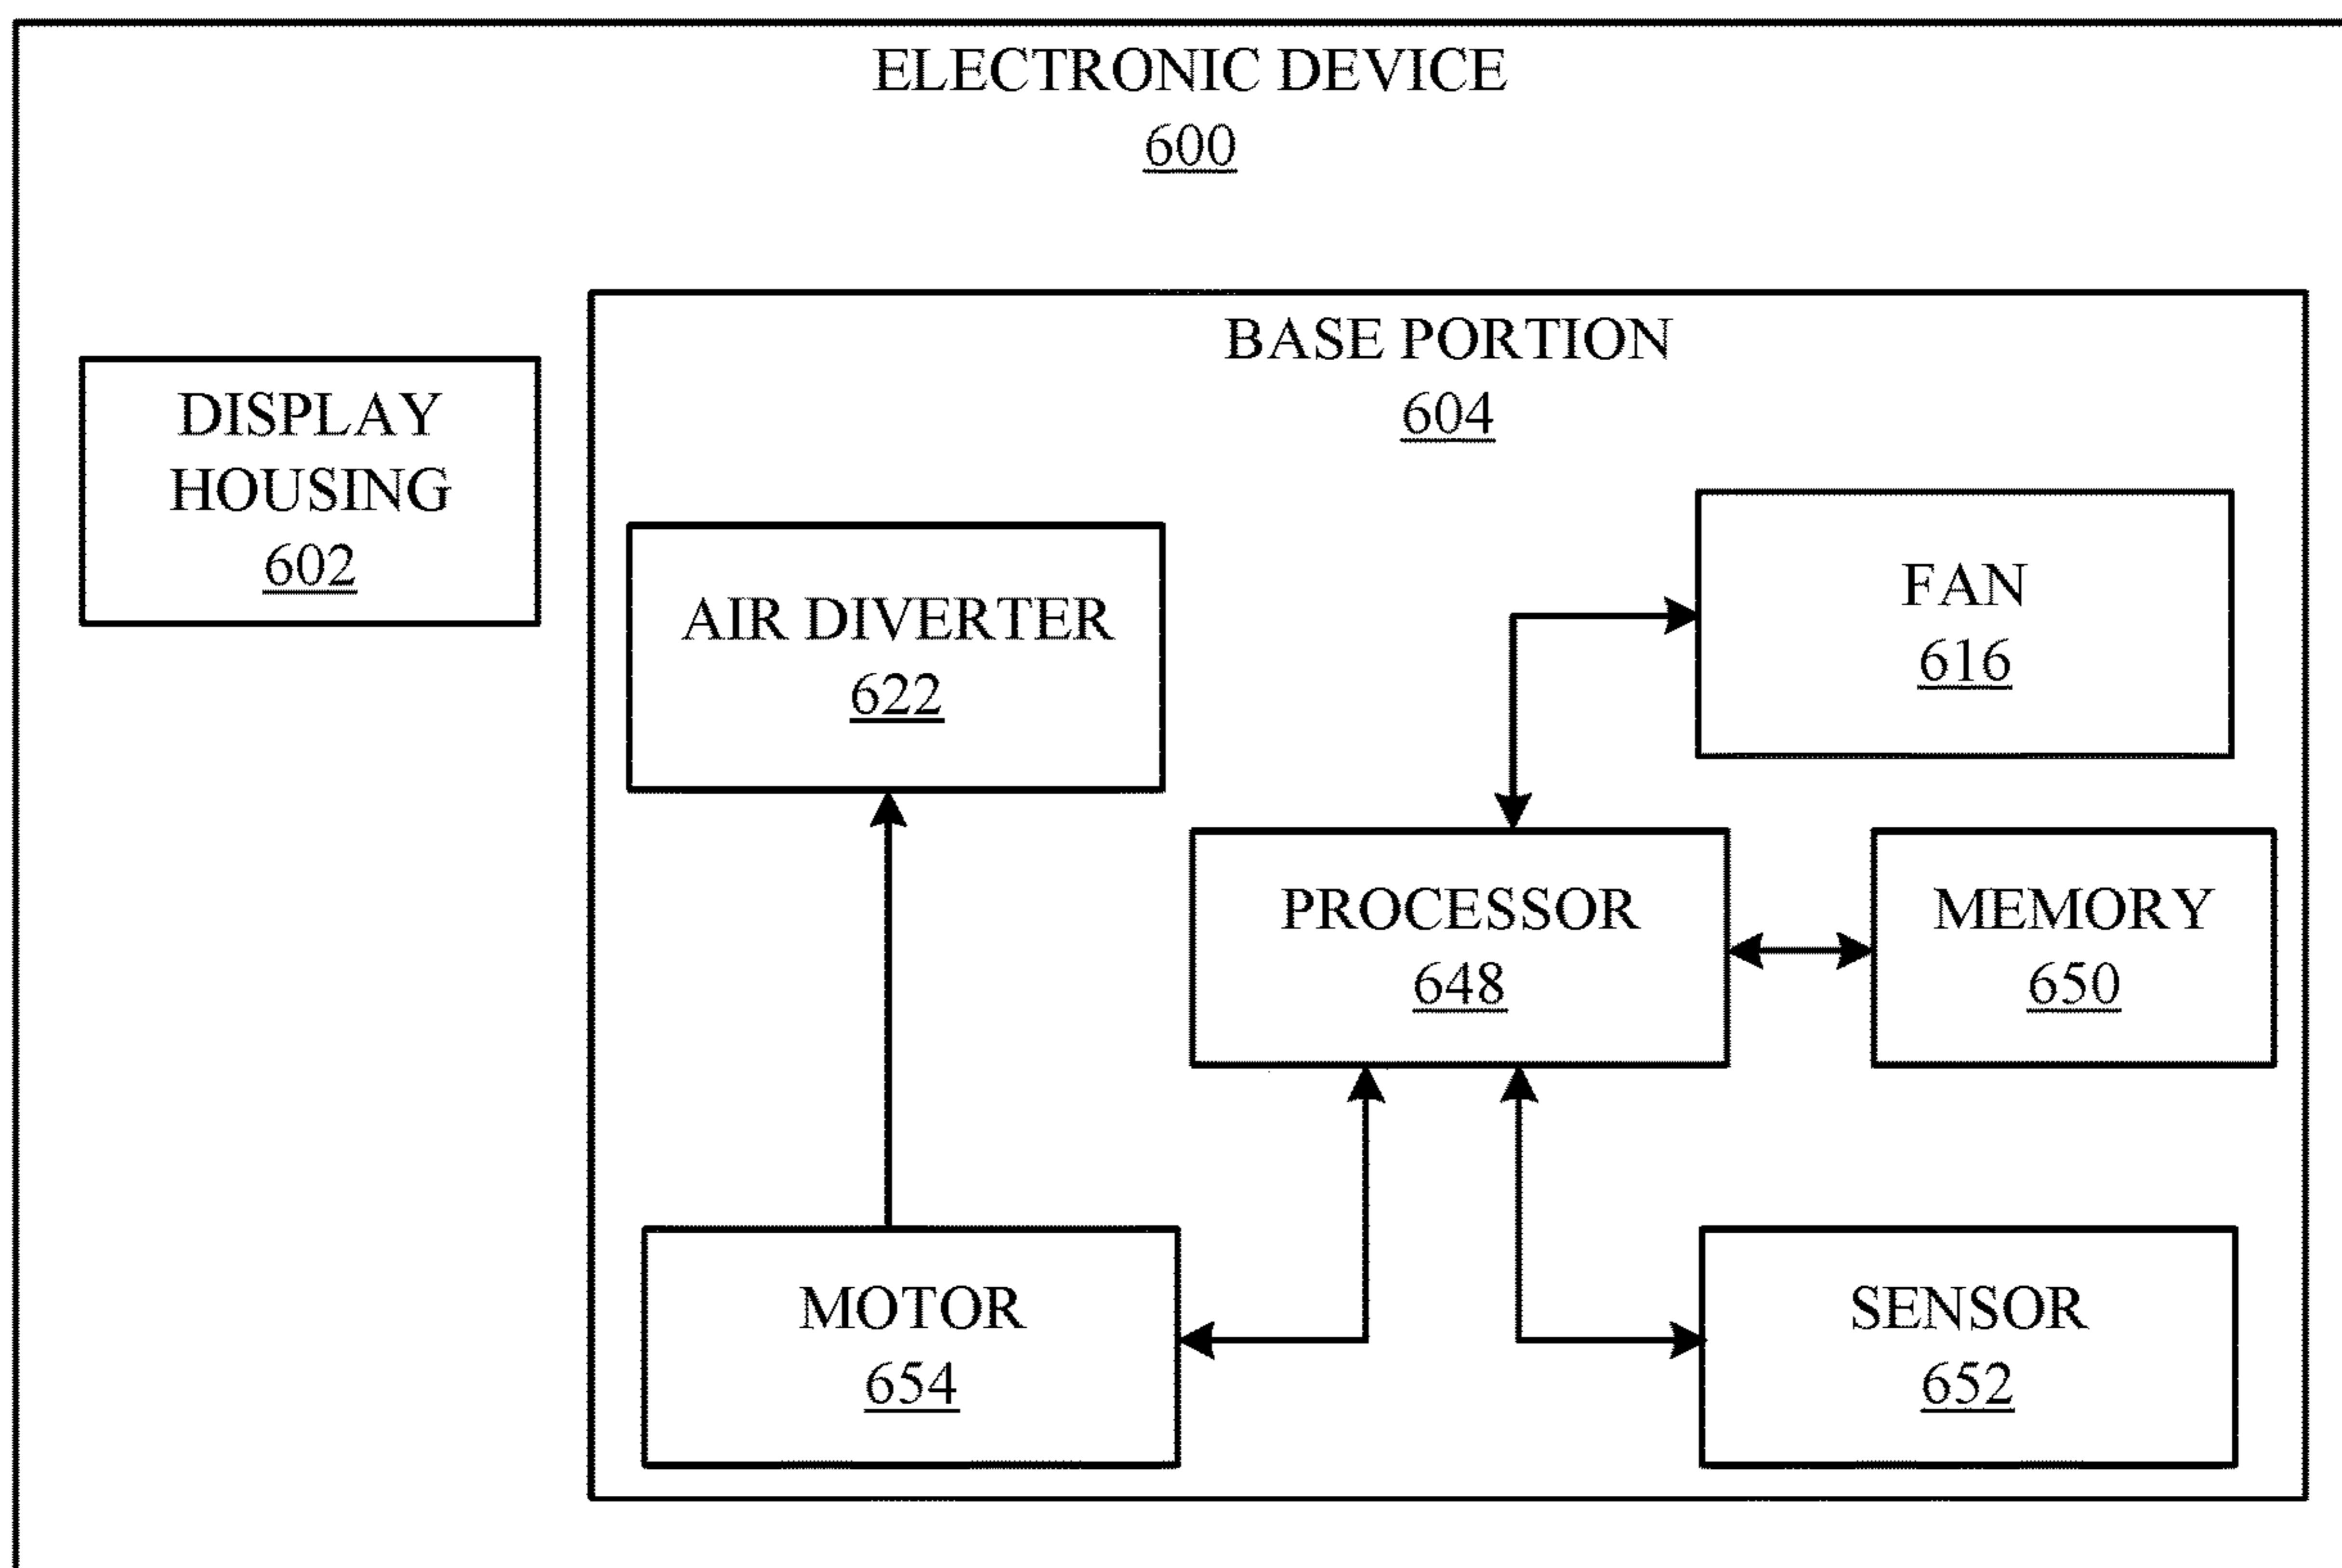 ELECTRONIC DEVICE
600
BASE PORTION
604
DISPLAY
HOUSING
602
AIR DIVERTER
622
FAN
616
PROCESSOR
648
MEMORY
650
MOTOR
654
SENSOR
652